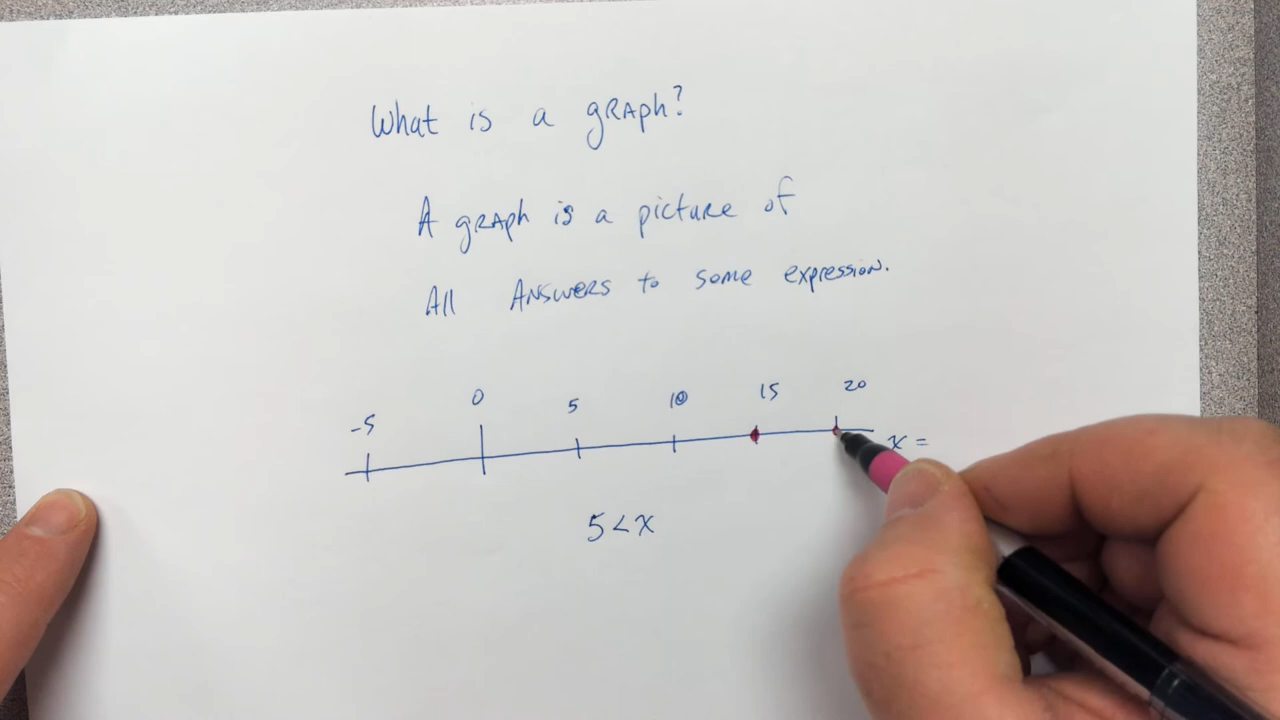 What is a graph?
A graph is a picture of
All Answers to some expression.
-5 0 5 10 15 20
x =
5 < x